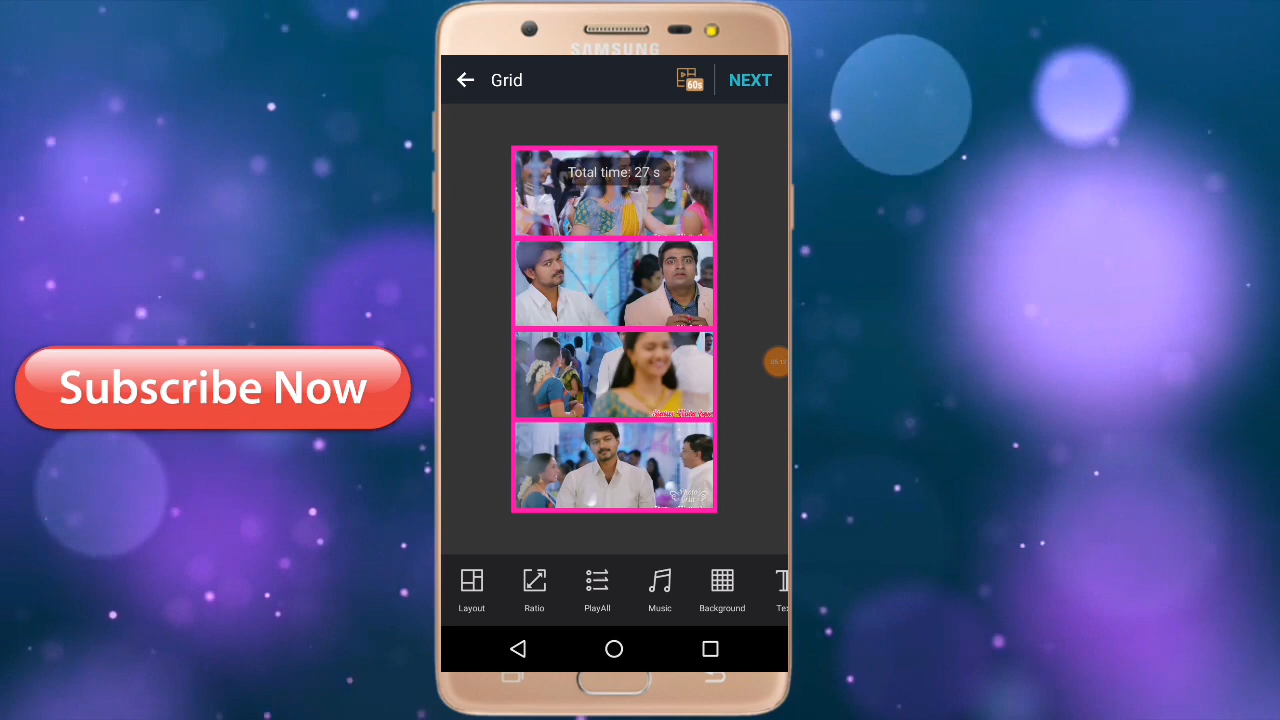 SAMSUNG
Grid
60s
NEXT
Total time: 27 s
Subscribe Now
Layout
Ratio
PlayAll
Music
Background